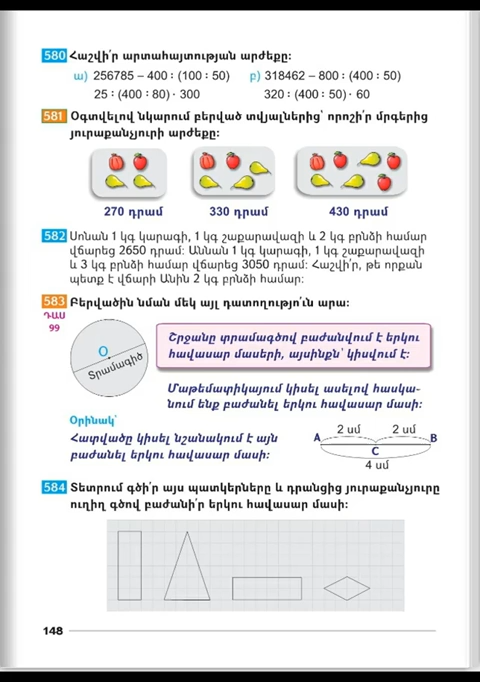 580 Հաշվի՛ր արտահայտության արժեքը:
ա) 256785 – 400 : (100 : 50) բ) 318462 – 800 : (400 : 50)
25 : (400 : 80) · 300 320 : (400 : 50) · 60
581 Օգտվելով նկարում բերված տվյալներից՝ որոշի՛ր մրգերից
յուրաքանչյուրի արժեքը:
270 դրամ 330 դրամ 430 դրամ
582 Սոնան 1 կգ կարագի, 1 կգ շաքարավազի և 2 կգ բրնձի համար
վճարեց 2650 դրամ: Աննան 1 կգ կարագի, 1 կգ շաքարավազի
և 3 կգ բրնձի համար վճարեց 3050 դրամ: Հաշվի՛ր, թե որքան
պետք է վճարի Անին 2 կգ բրնձի համար:
583 Բերվածին նման մեկ այլ դատողությո՛ւն արա:
ԴԱՍ
99
O
Տրամագիծ
Շրջանը տրամագծով բաժանվում է երկու
հավասար մասերի, այսինքն՝ կիսվում է:
Մաթեմատիկայում կիսել ասելով հասկա-
նում ենք բաժանել երկու հավասար մասի:
Օրինակ՝
Հատվածը կիսել նշանակում է այն
բաժանել երկու հավասար մասի:
2 սմ 2 սմ
A B
C
4 սմ
584 Տետրում գծի՛ր այս պատկերները և դրանցից յուրաքանչյուրը
ուղիղ գծով բաժանի՛ր երկու հավասար մասի:
148